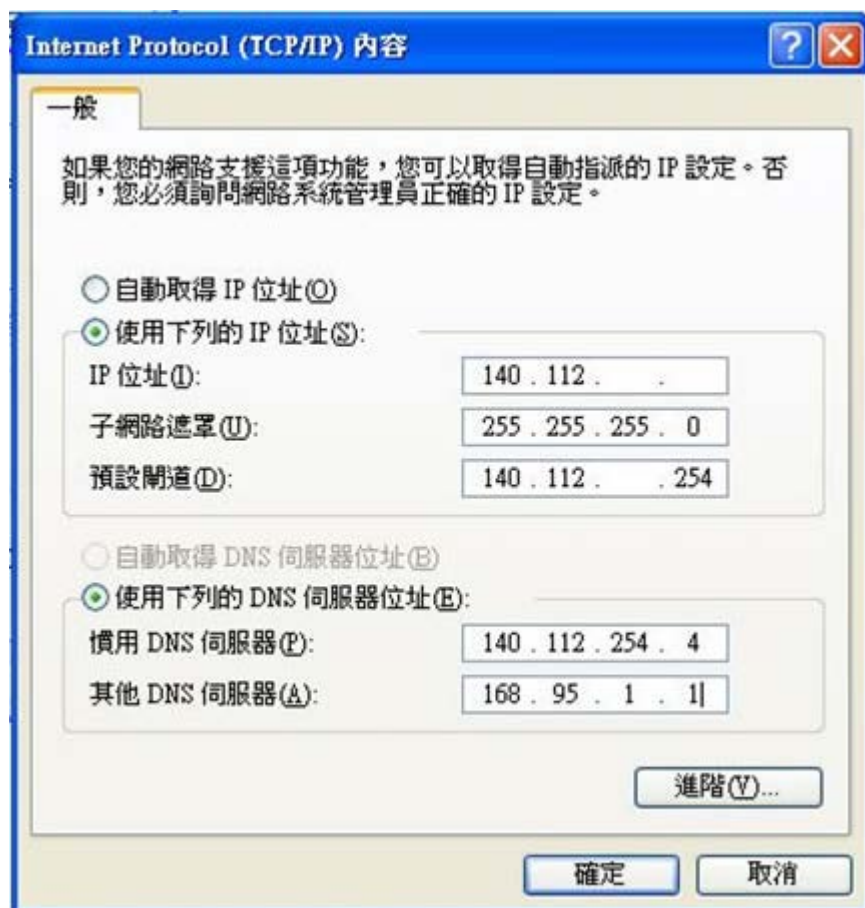 Internet Protocol (TCP/IP) 內容
一般
如果您的網路支援這項功能，您可以取得自動指派的 IP 設定。否
則，您必須詢問網路系統管理員正確的 IP 設定。
自動取得 IP 位址(O)
使用下列的 IP 位址(S):
IP 位址(I): 140 . 112 . .
子網路遮罩(U): 255 . 255 . 255 . 0
預設閘道(D): 140 . 112 . . 254
自動取得 DNS 伺服器位址(B)
使用下列的 DNS 伺服器位址(E):
慣用 DNS 伺服器(P): 140 . 112 . 254 . 4
其他 DNS 伺服器(A): 168 . 95 . 1 . 1
進階(V)...
確定 取消